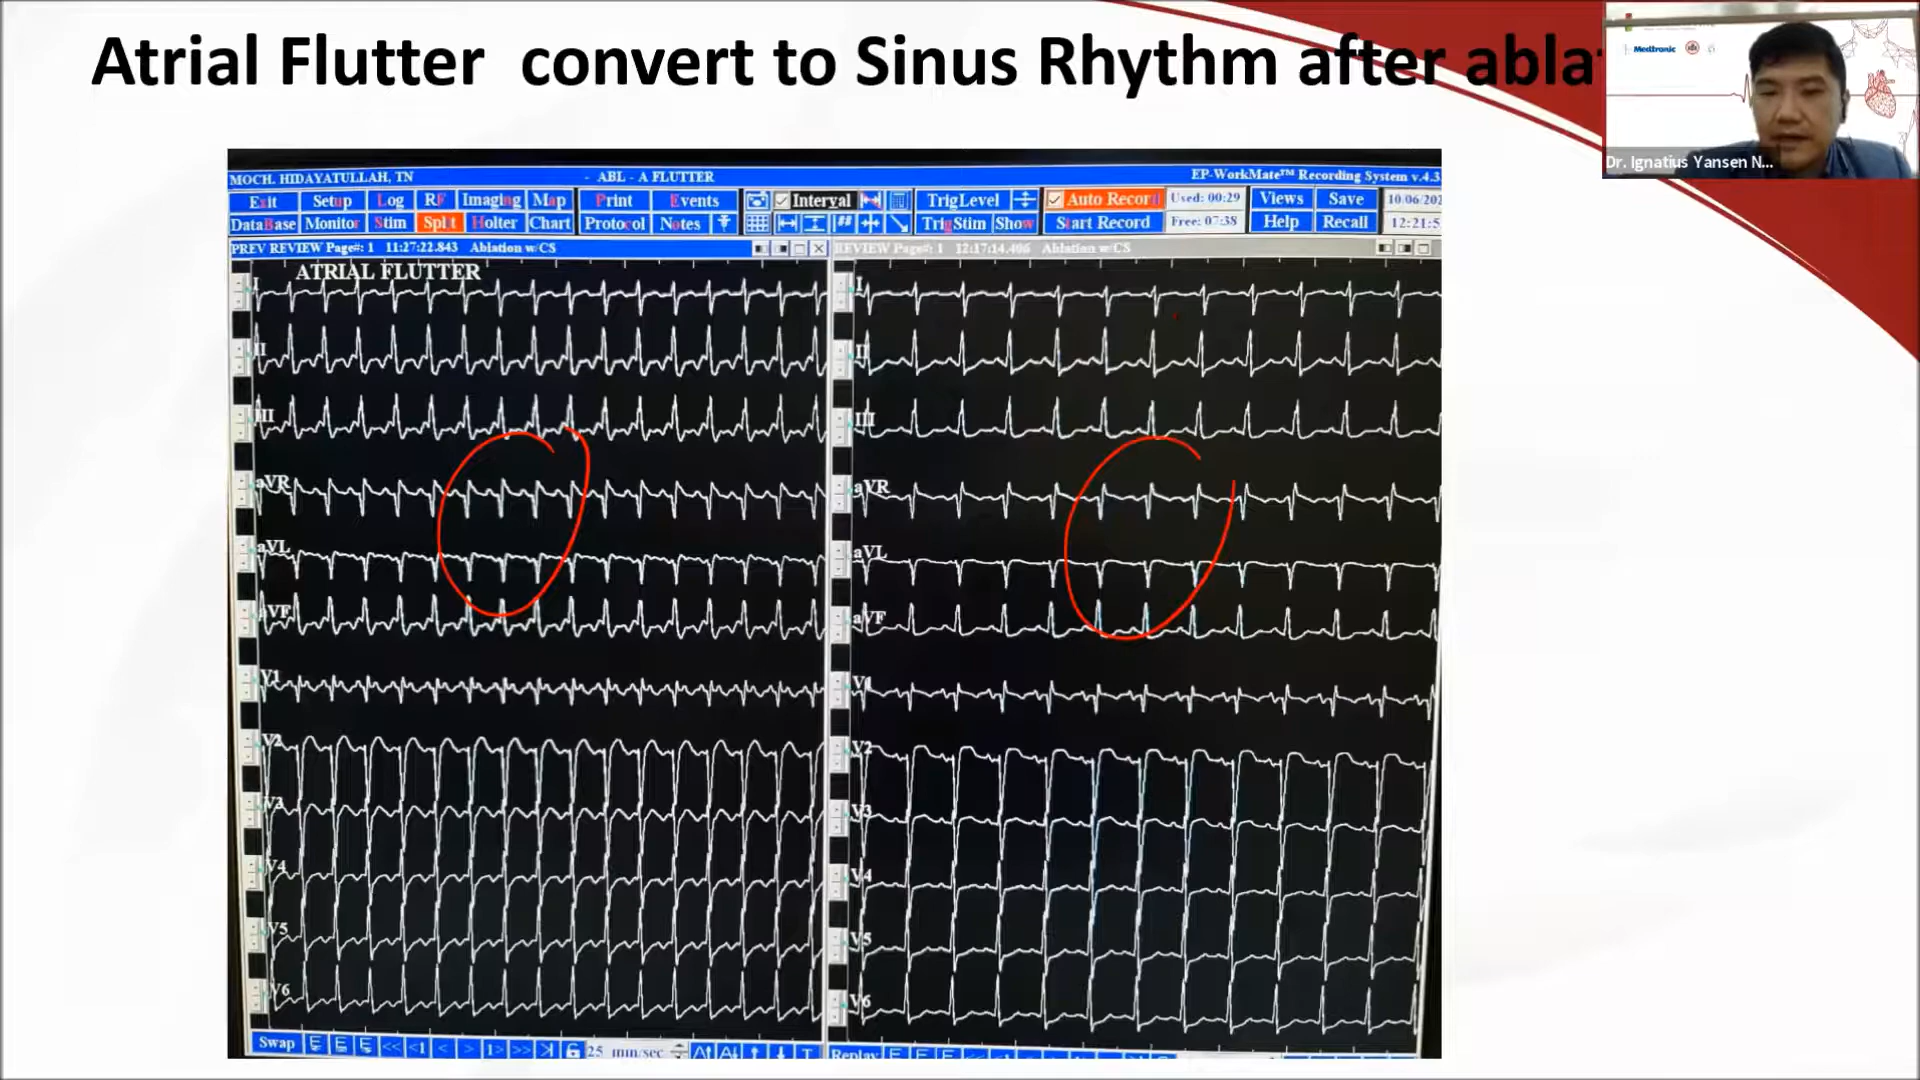 Atrial Flutter convert to Sinus Rhythm after abla
Medtronic
Dr. Ignatius Yansen N...
MOCH. HIDAYATULLAH, TN - ABL - A FLUTTER EP-WorkMate™ Recording System v.4.3
Exit Setup Log RF Imaging Map Print Events Interval TrigLevel Auto Record Used: 00:29 Views Save 10/06/202
DataBase Monitor Stim Split Holter Chart Protocol Notes ## TrigStim Show Start Record Free: 07:38 Help Recall 12:21:5
PREV REVIEW Page#: 1 11:27:22.843 Ablation w/CS
REVIEW Page#: 1 12:17:14.406 Ablation w/CS
ATRIAL FLUTTER
I I
II II
III III
aVR aVR
aVL aVL
aVF aVF
V1 V1
V2 V2
V3 V3
V4 V4
V5 V5
V6 V6
Swap E E E << <1 < > 1> >> >| 25 mm/sec
Replay